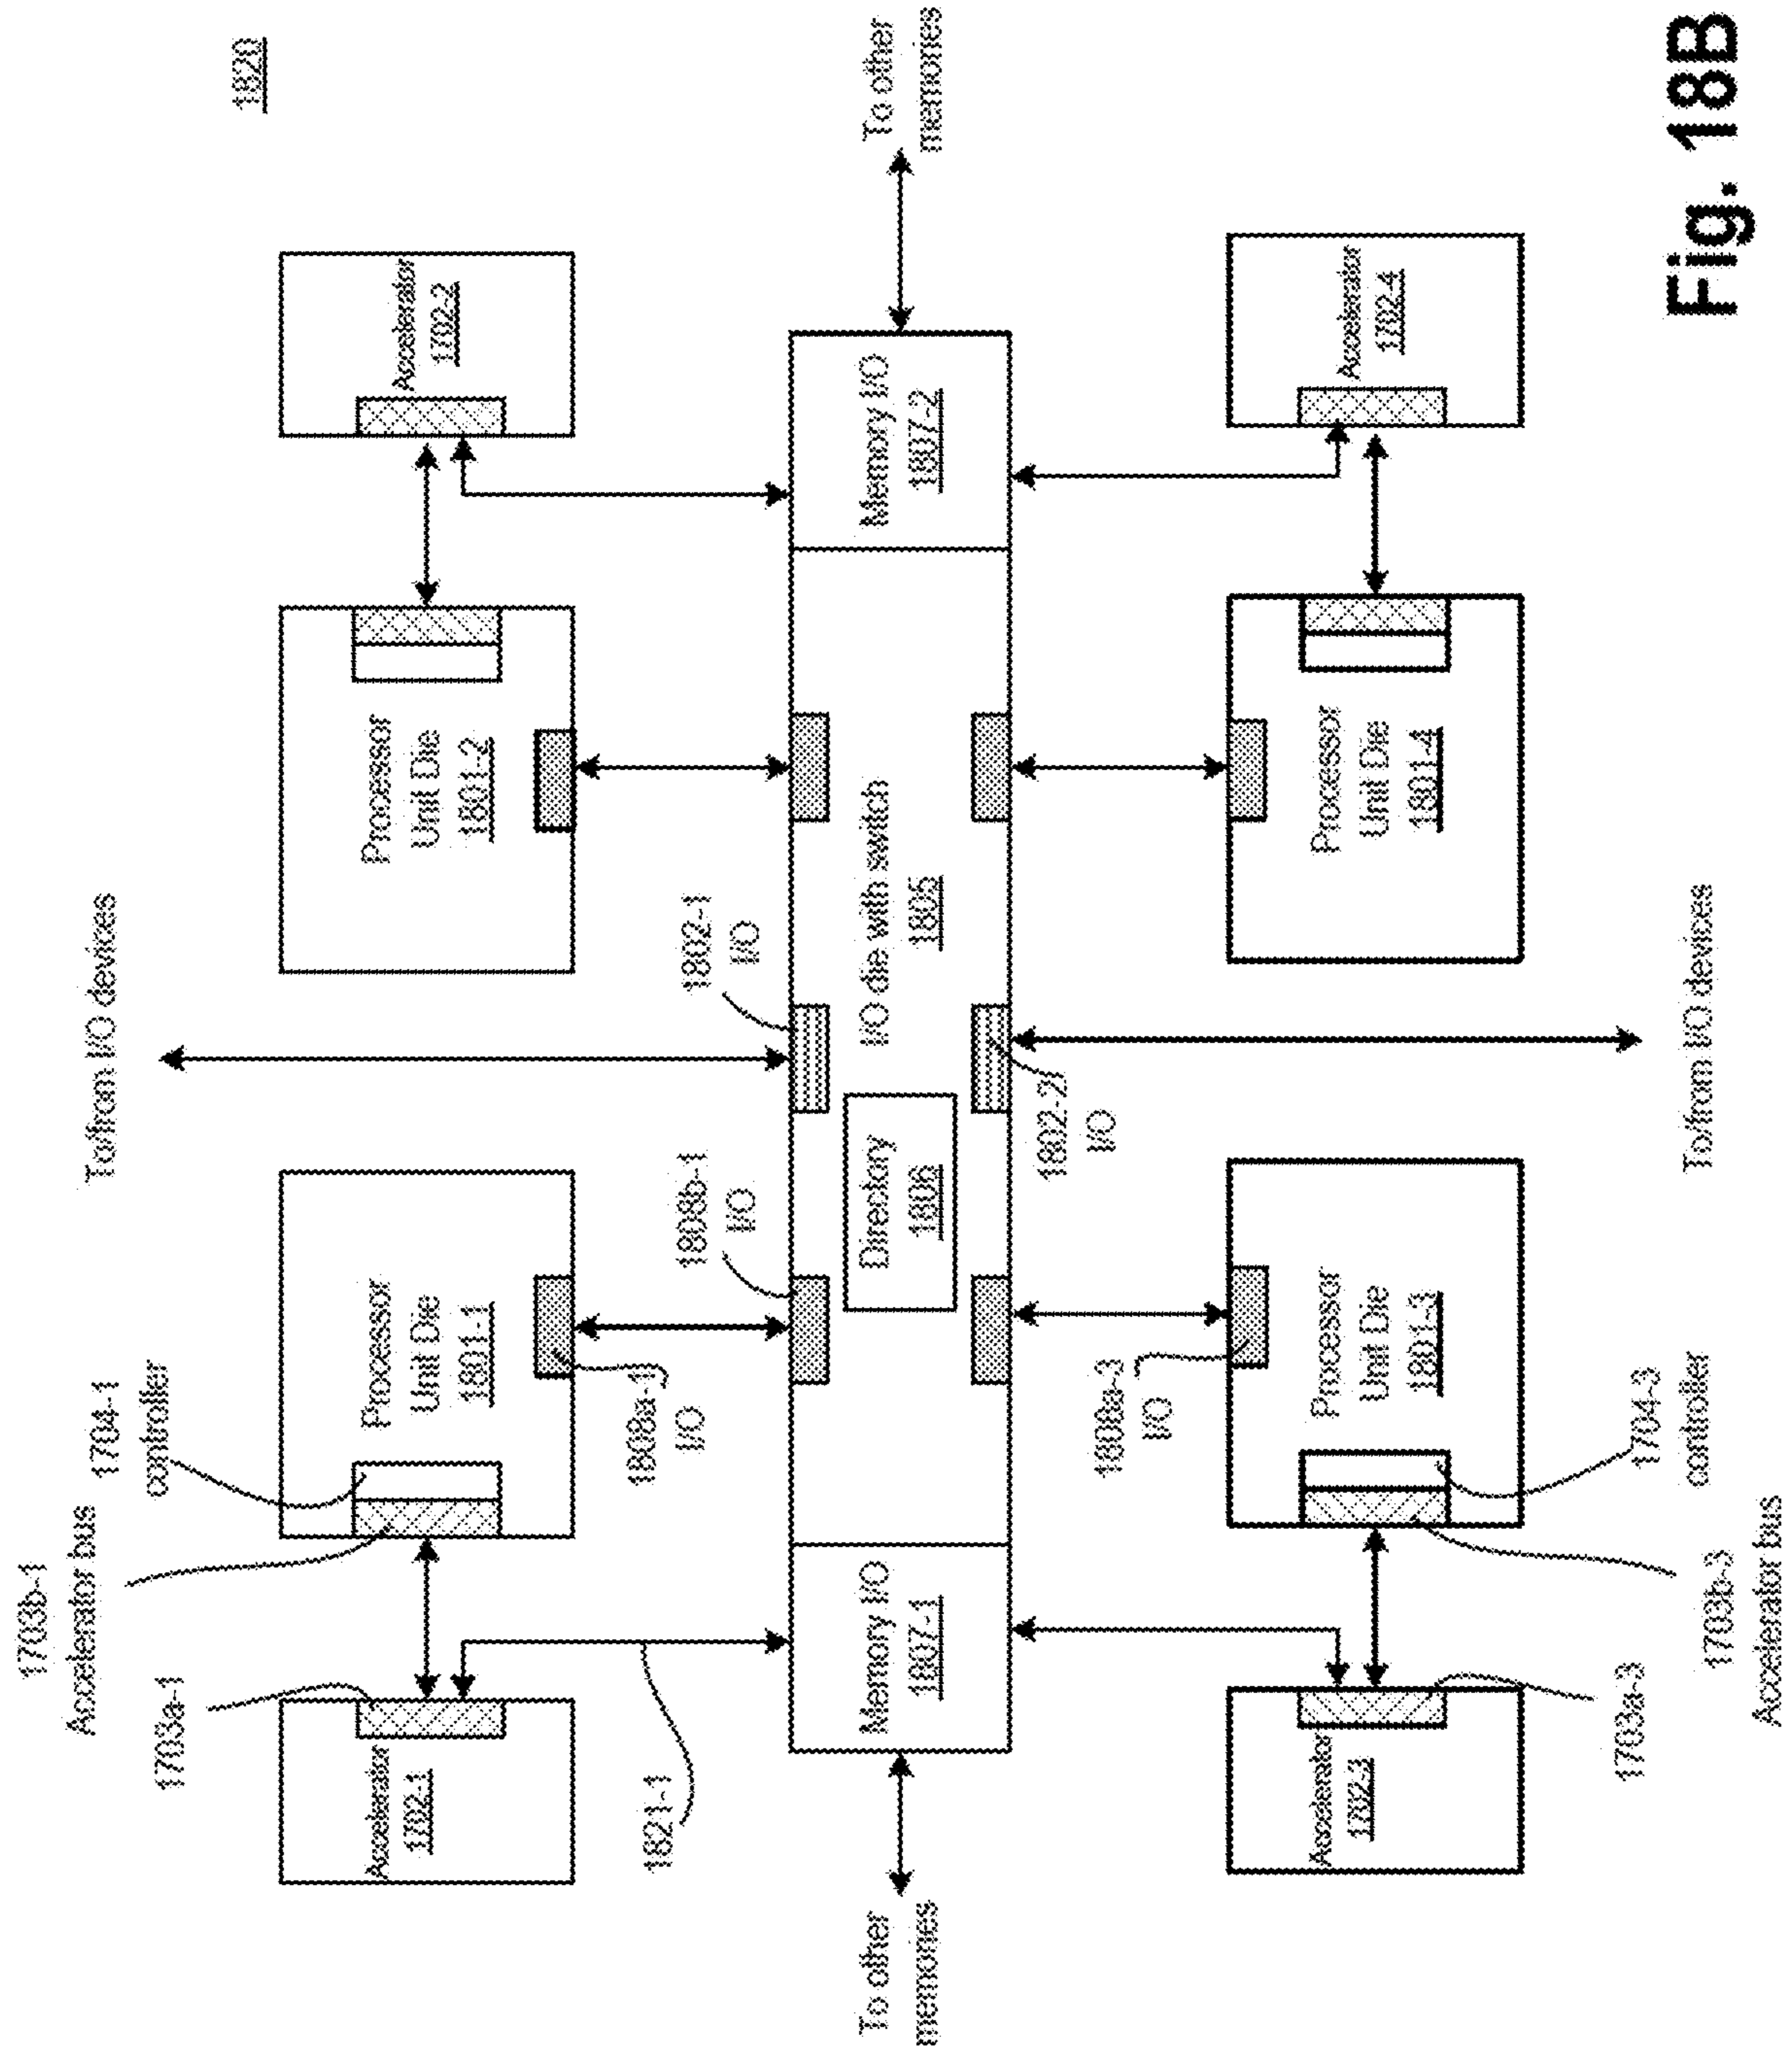 1820
To/from I/O devices
1703b-1
Accelerator bus
1704-1
controller
1703a-1
Accelerator
1702-1
Processor
Unit Die
1801-1
Processor
Unit Die
1801-2
Accelerator
1702-2
1821-1
1808a-1
I/O
1808b-1
I/O
1802-1
I/O
To other
memories
Memory I/O
1807-1
Directory
1806
I/O die with switch
1805
Memory I/O
1807-2
To other
memories
1808a-3
I/O
1802-2
I/O
Accelerator
1702-3
Processor
Unit Die
1801-3
Processor
Unit Die
1801-4
Accelerator
1702-4
1703a-3
1704-3
controller
1703b-3
Accelerator bus
To/from I/O devices
Fig. 18B